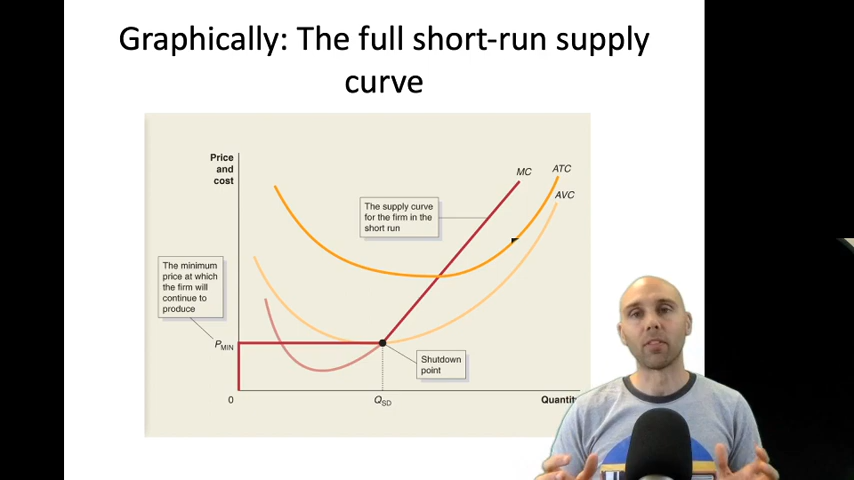 Graphically: The full short-run supply
curve
Price
and
cost
MC
ATC
AVC
The supply curve
for the firm in the
short run
The minimum
price at which
the firm will
continue to
produce
PMIN
Shutdown
point
0
QSD
Quantit